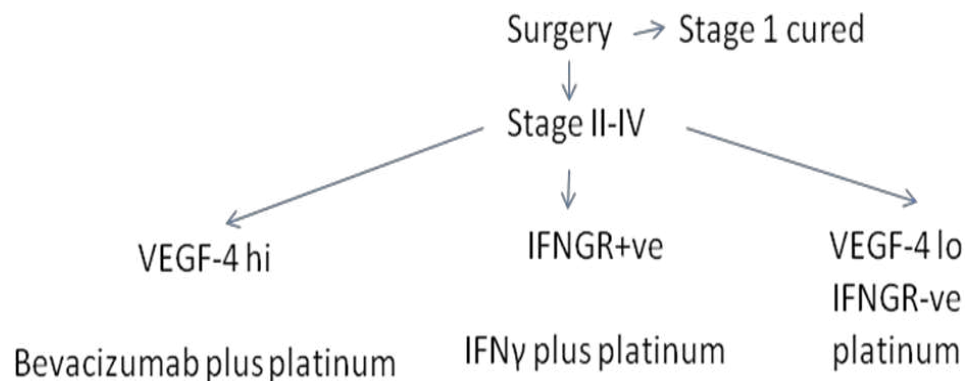 Surgery
Stage 1 cured
Stage II-IV
VEGF-4 hi
Bevacizumab plus platinum
IFNGR+ve
IFNγ plus platinum
VEGF-4 lo
IFNGR-ve
platinum